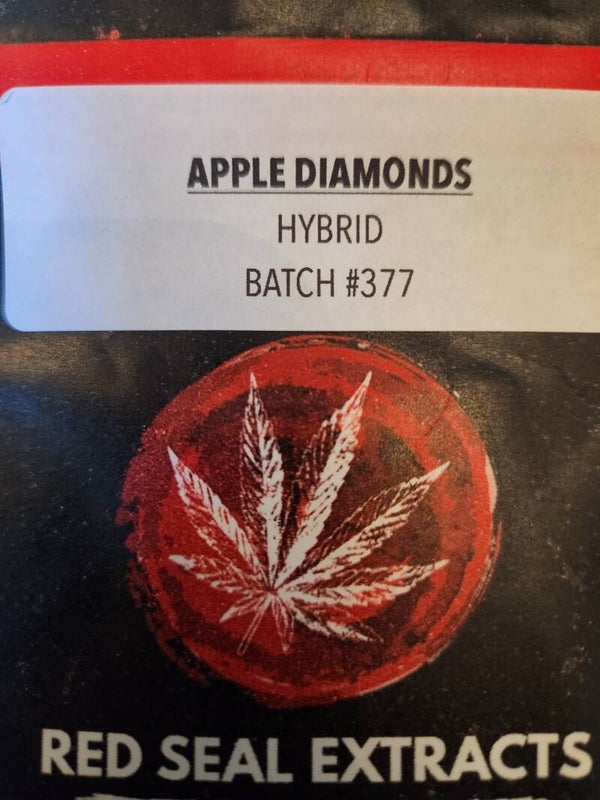 APPLE DIAMONDS
HYBRID
BATCH #377
RED SEAL EXTRACTS